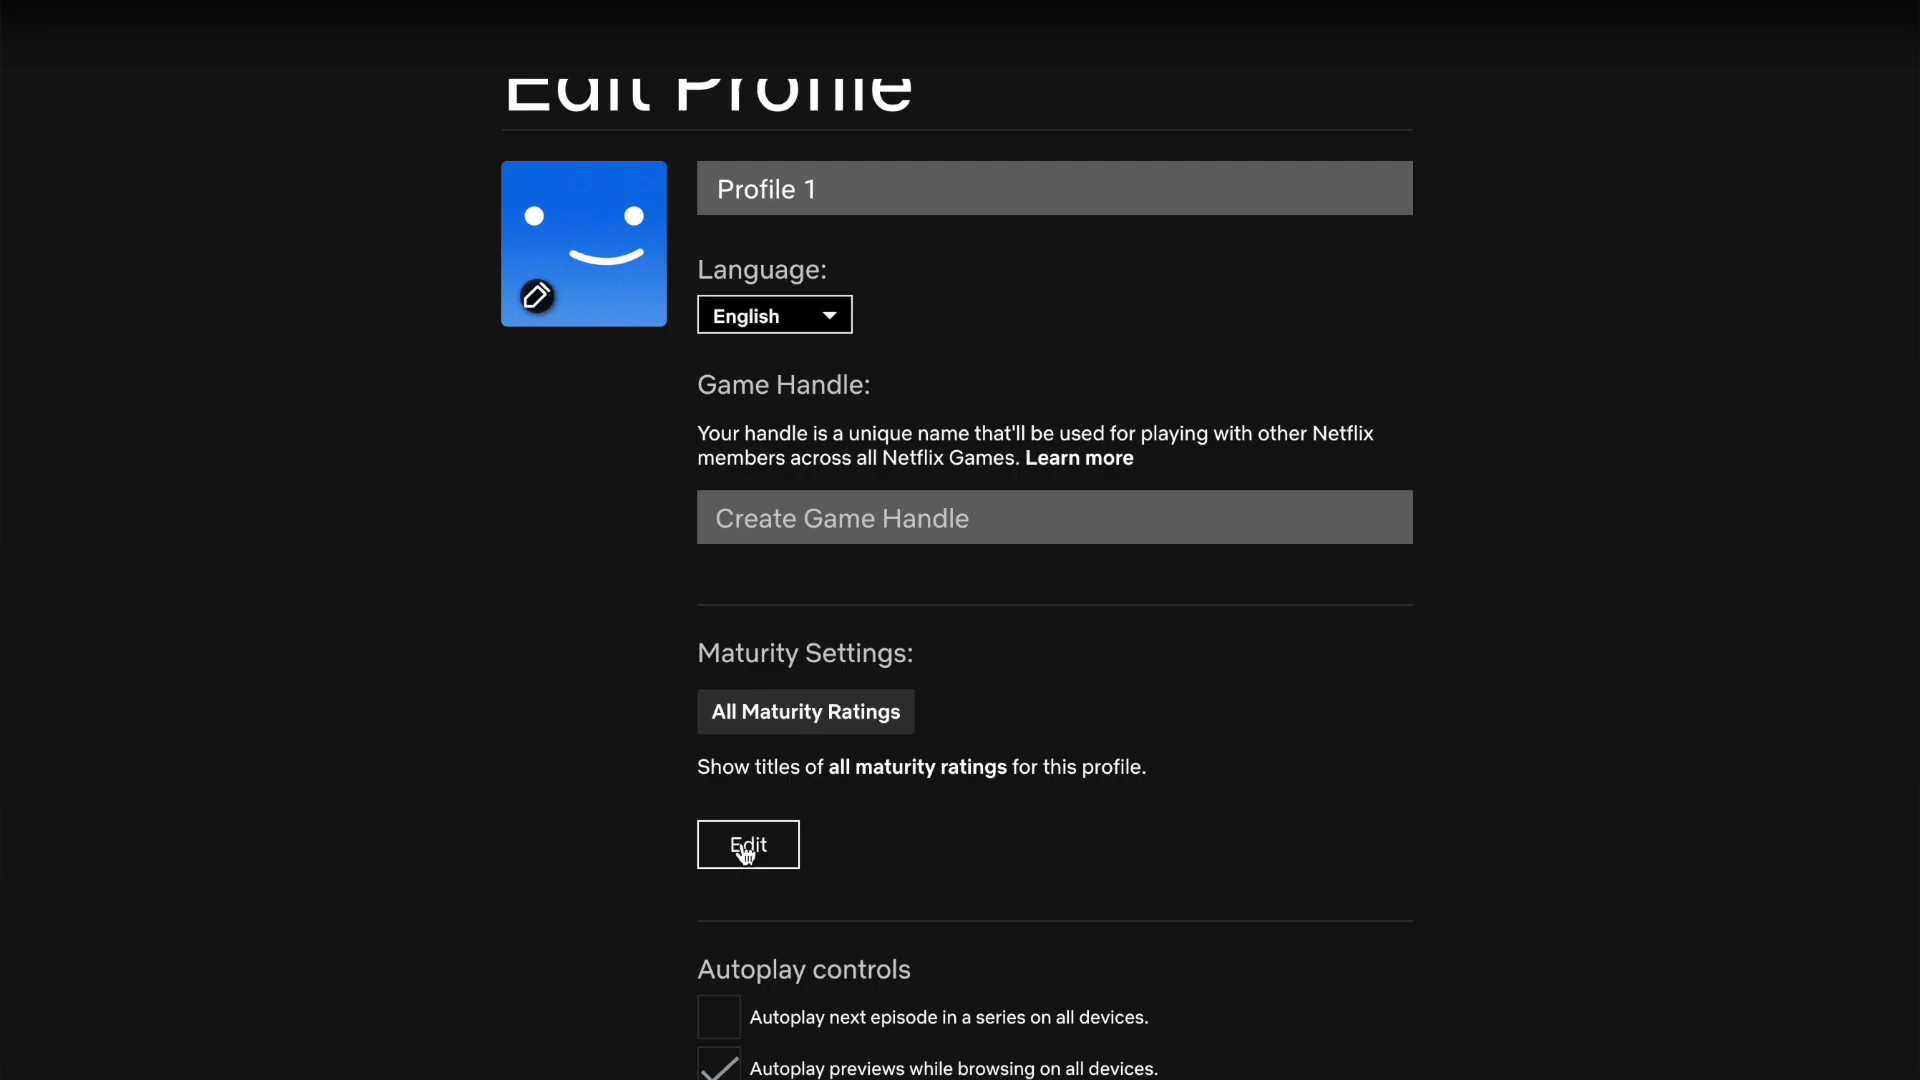 Edit Profile
Profile 1
Language:
English
Game Handle:
Your handle is a unique name that'll be used for playing with other Netflix
members across all Netflix Games. Learn more
Create Game Handle
Maturity Settings:
All Maturity Ratings
Show titles of all maturity ratings for this profile.
Edit
Autoplay controls
Autoplay next episode in a series on all devices.
Autoplay previews while browsing on all devices.